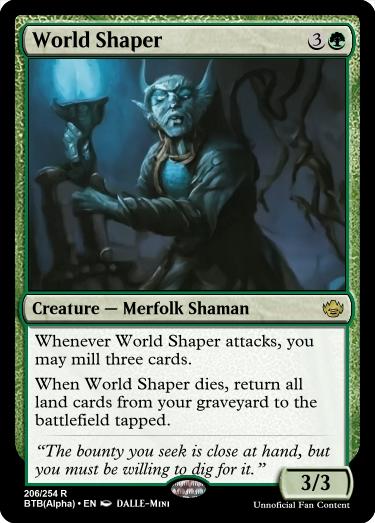 World Shaper 3
Creature — Merfolk Shaman
Whenever World Shaper attacks, you
may mill three cards.
When World Shaper dies, return all
land cards from your graveyard to the
battlefield tapped.
“The bounty you seek is close at hand, but
you must be willing to dig for it.”
3/3
206/254 R
BTB(Alpha) • EN DALLE-Mini
Unofficial Fan Content